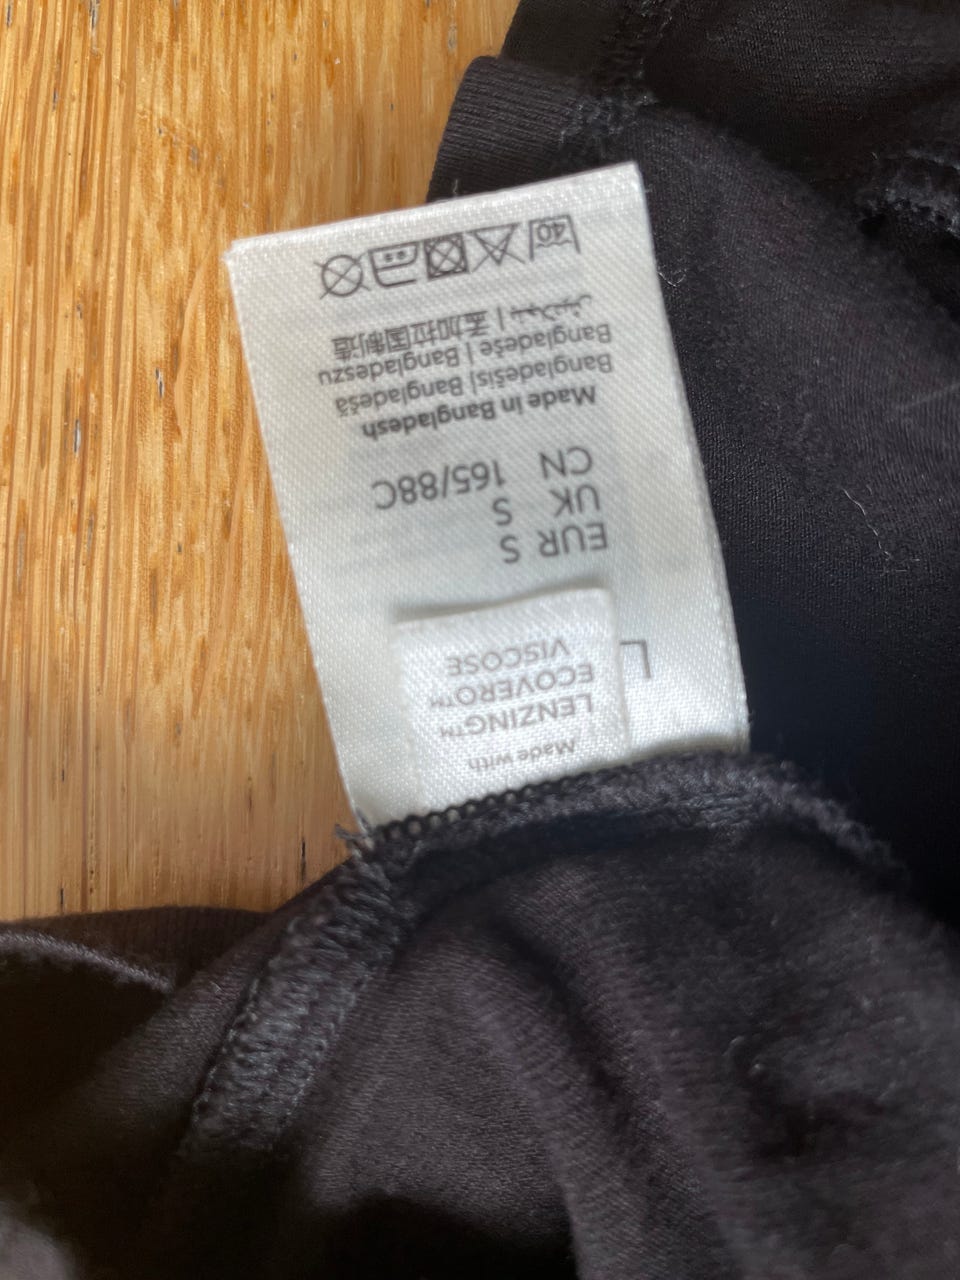 Made with
LENZING™
ECOVERO™
VISCOSE
L
EUR S
UK S
CN 165/88C
Made in Bangladesh
Bangladešis| Bangladešā
Bangladeše | Bangladeszu
| 孟加拉国制造
40